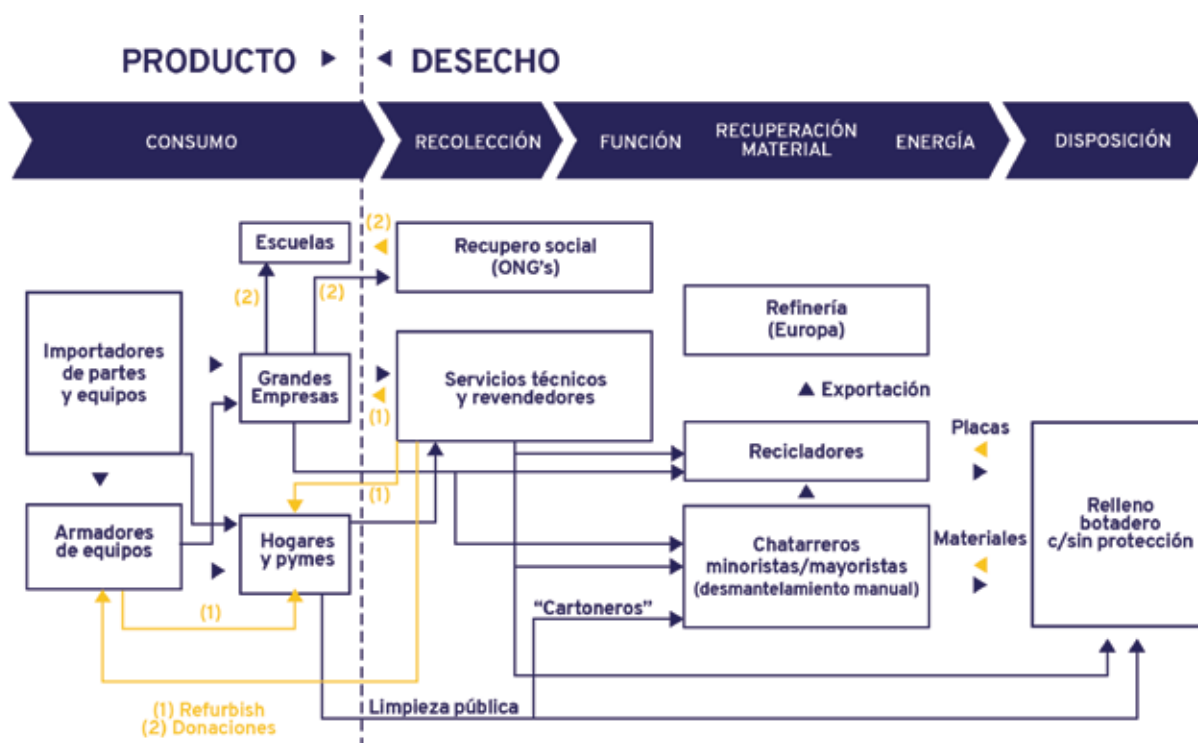 PRODUCTO
DESECHO
CONSUMO
RECOLECCIÓN
FUNCIÓN
RECUPERACIÓN
MATERIAL
ENERGÍA
DISPOSICIÓN
Escuelas
(2)
(2)
(2)
Recupero social
(ONG's)
Importadores
de partes
y equipos
Grandes
Empresas
(1)
Servicios técnicos
y revendedores
Refinería
(Europa)
Exportación
Recicladores
Placas
(1)
Armadores
de equipos
Hogares
y pymes
(1)
Chatarreros
minoristas/mayoristas
(desmantelamiento manual)
Materiales
Relleno
botadero
c/sin protección
"Cartoneros"
Limpieza pública
(1) Refurbish
(2) Donaciones